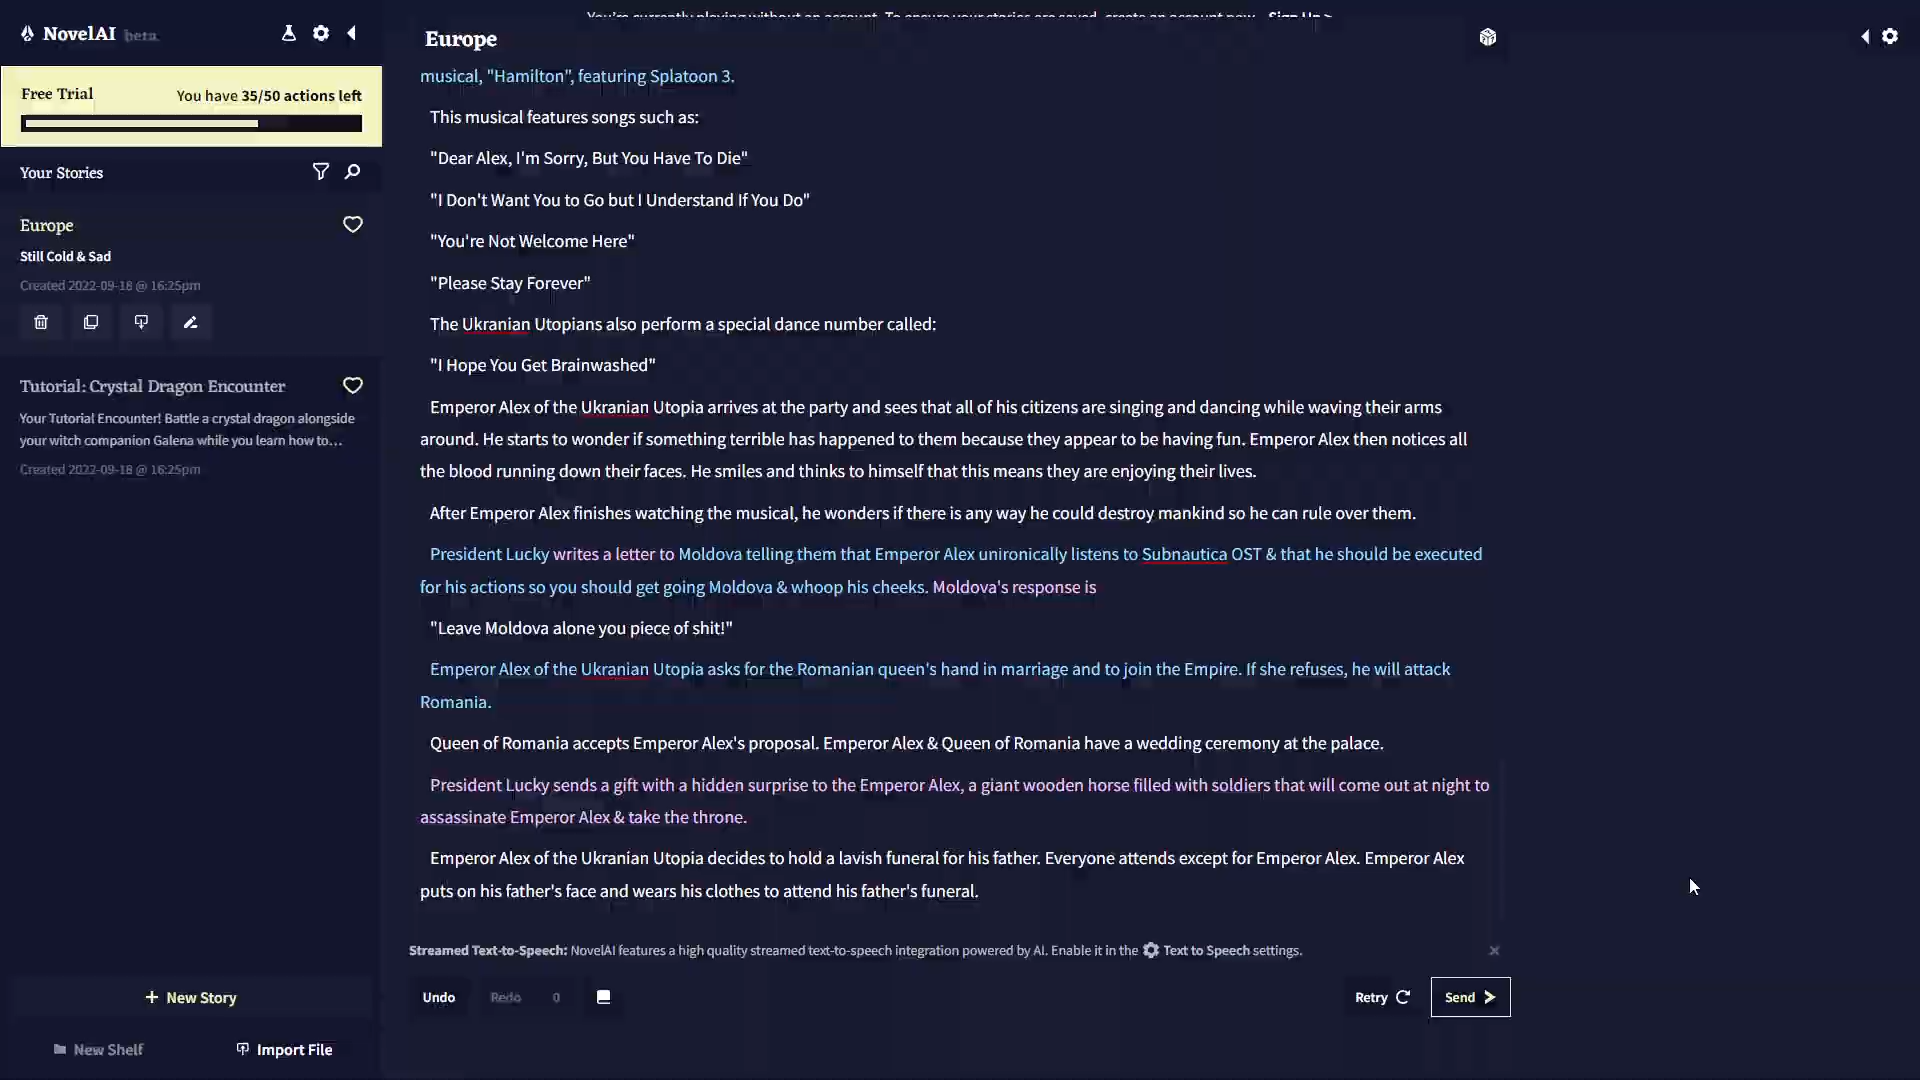 You're currently playing without an account. To ensure your stories are saved, create an account now. Sign Up >
NovelAI beta.
Europe
Free Trial
You have 35/50 actions left
Your Stories
Europe
Still Cold & Sad
Created 2022-09-18 @ 16:25pm
Tutorial: Crystal Dragon Encounter
Your Tutorial Encounter! Battle a crystal dragon alongside
your witch companion Galena while you learn how to...
Created 2022-09-18 @ 16:25pm
+ New Story
New Shelf
Import File
musical, "Hamilton", featuring Splatoon 3.
This musical features songs such as:
"Dear Alex, I'm Sorry, But You Have To Die"
"I Don't Want You to Go but I Understand If You Do"
"You're Not Welcome Here"
"Please Stay Forever"
The Ukranian Utopians also perform a special dance number called:
"I Hope You Get Brainwashed"
Emperor Alex of the Ukranian Utopia arrives at the party and sees that all of his citizens are singing and dancing while waving their arms
around. He starts to wonder if something terrible has happened to them because they appear to be having fun. Emperor Alex then notices all
the blood running down their faces. He smiles and thinks to himself that this means they are enjoying their lives.
After Emperor Alex finishes watching the musical, he wonders if there is any way he could destroy mankind so he can rule over them.
President Lucky writes a letter to Moldova telling them that Emperor Alex unironically listens to Subnautica OST & that he should be executed
for his actions so you should get going Moldova & whoop his cheeks. Moldova's response is
"Leave Moldova alone you piece of shit!"
Emperor Alex of the Ukranian Utopia asks for the Romanian queen's hand in marriage and to join the Empire. If she refuses, he will attack
Romania.
Queen of Romania accepts Emperor Alex's proposal. Emperor Alex & Queen of Romania have a wedding ceremony at the palace.
President Lucky sends a gift with a hidden surprise to the Emperor Alex, a giant wooden horse filled with soldiers that will come out at night to
assassinate Emperor Alex & take the throne.
Emperor Alex of the Ukranian Utopia decides to hold a lavish funeral for his father. Everyone attends except for Emperor Alex. Emperor Alex
puts on his father's face and wears his clothes to attend his father's funeral.
Streamed Text-to-Speech: NovelAI features a high quality streamed text-to-speech integration powered by AI. Enable it in the Text to Speech settings.
Undo
Redo 0
Retry
Send >